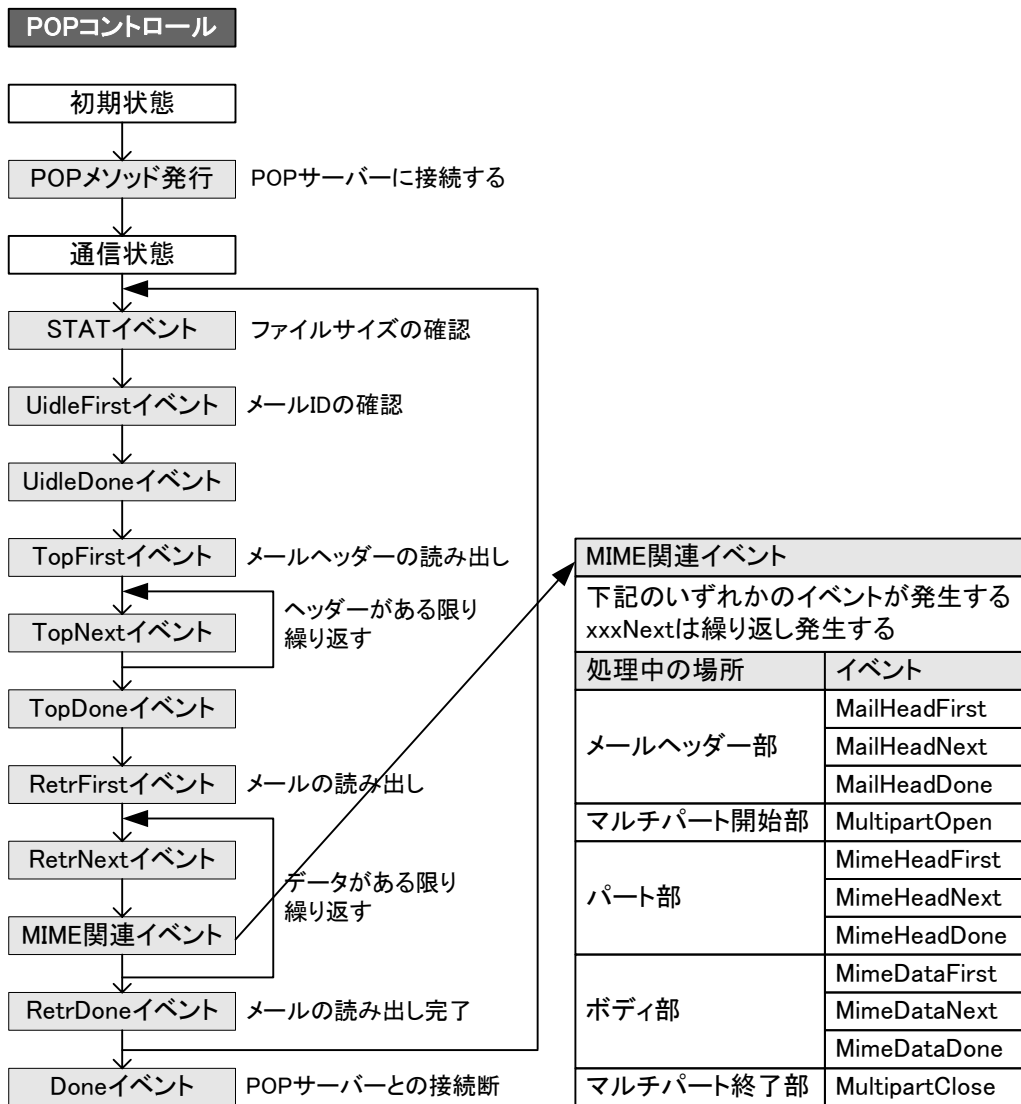 POPコントロール
初期状態
POPメソッド発行
POPサーバーに接続する
通信状態
STATイベント
ファイルサイズの確認
UidleFirstイベント
メールIDの確認
UidleDoneイベント
TopFirstイベント
メールヘッダーの読み出し
TopNextイベント
ヘッダーがある限り
繰り返す
TopDoneイベント
RetrFirstイベント
メールの読み出し
RetrNextイベント
データがある限り
繰り返す
MIME関連イベント
RetrDoneイベント
メールの読み出し完了
Doneイベント
POPサーバーとの接続断
MIME関連イベント
下記のいずれかのイベントが発生する
xxxNextは繰り返し発生する
処理中の場所
イベント
メールヘッダー部
MailHeadFirst
MailHeadNext
MailHeadDone
マルチパート開始部
MultipartOpen
パート部
MimeHeadFirst
MimeHeadNext
MimeHeadDone
ボディ部
MimeDataFirst
MimeDataNext
MimeDataDone
マルチパート終了部
MultipartClose